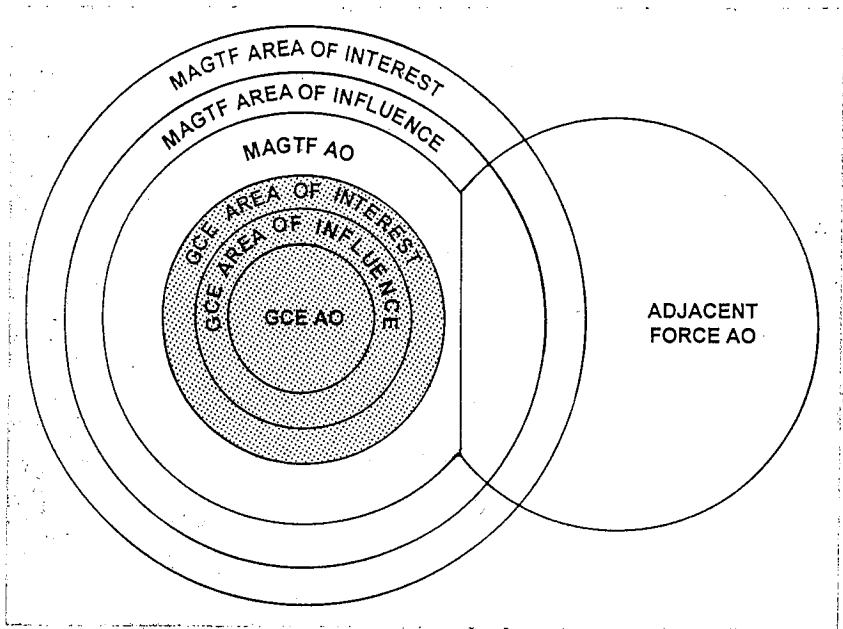 MAGTF AREA OF INTEREST
MAGTF AREA OF INFLUENCE
MAGTF AO
GCE AREA OF INTEREST
GCE AREA OF INFLUENCE
GCE AO
ADJACENT
FORCE AO